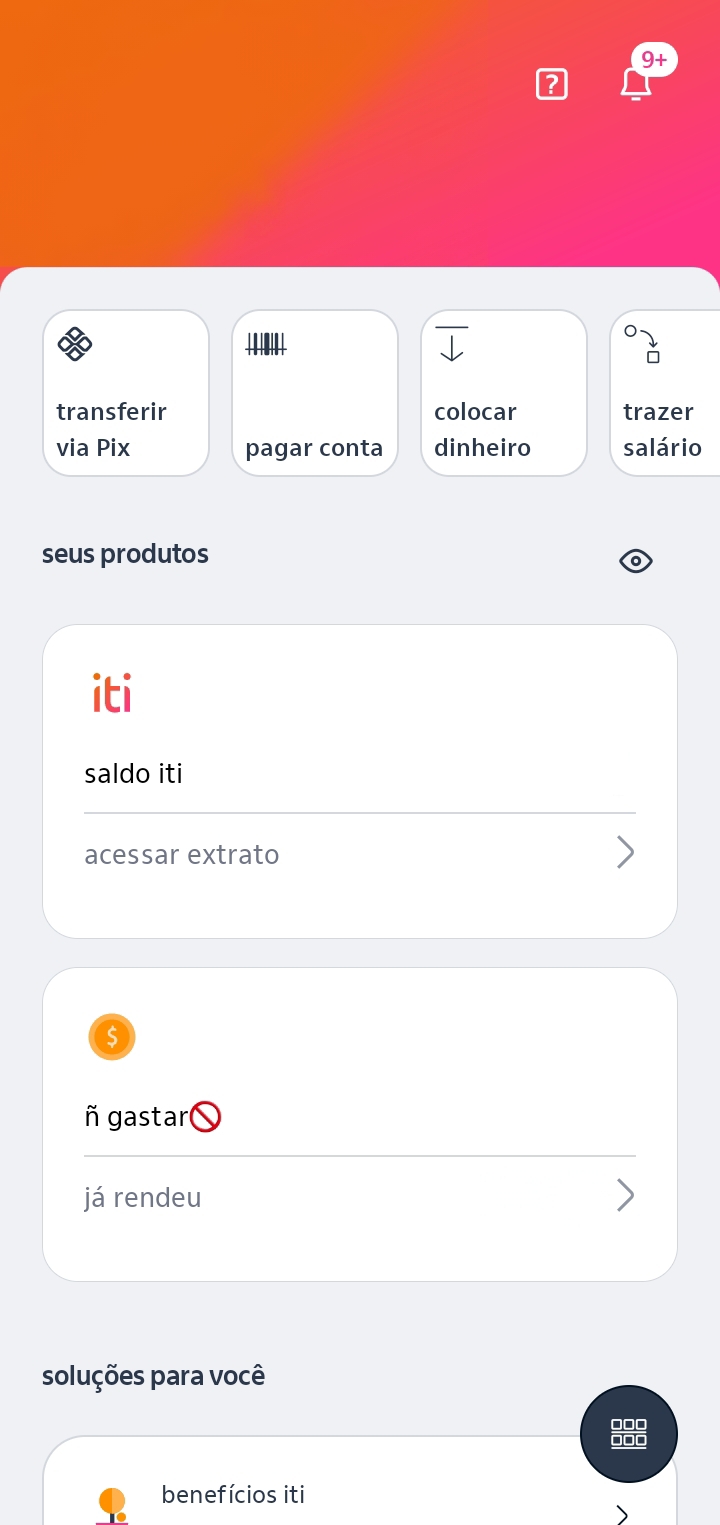 9+
transferir
via Pix
pagar conta
colocar
dinheiro
trazer
salário
seus produtos
iti
saldo iti
acessar extrato
ñ gastar🚫
já rendeu
soluções para você
benefícios iti